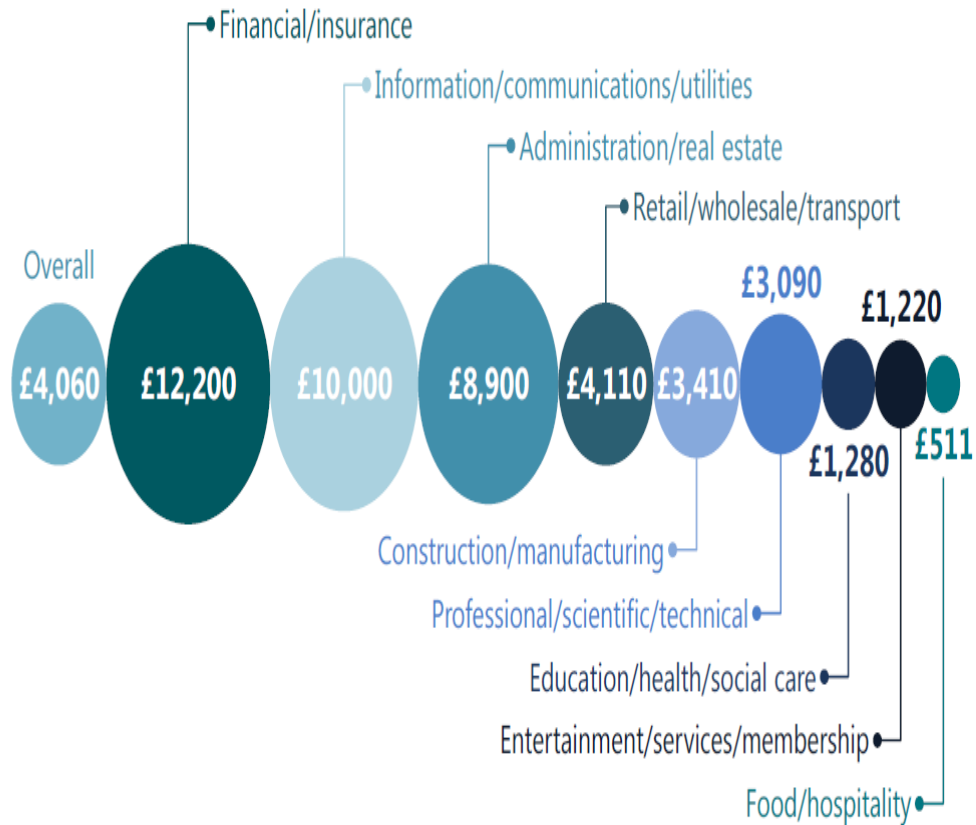 Financial/insurance
Information/communications/utilities
Administration/real estate
Retail/wholesale/transport
Overall
£3,090
£1,220
£4,060
£12,200
£10,000
£8,900
£4,110
£3,410
£511
£1,280
Construction/manufacturing
Professional/scientific/technical
Education/health/social care
Entertainment/services/membership
Food/hospitality